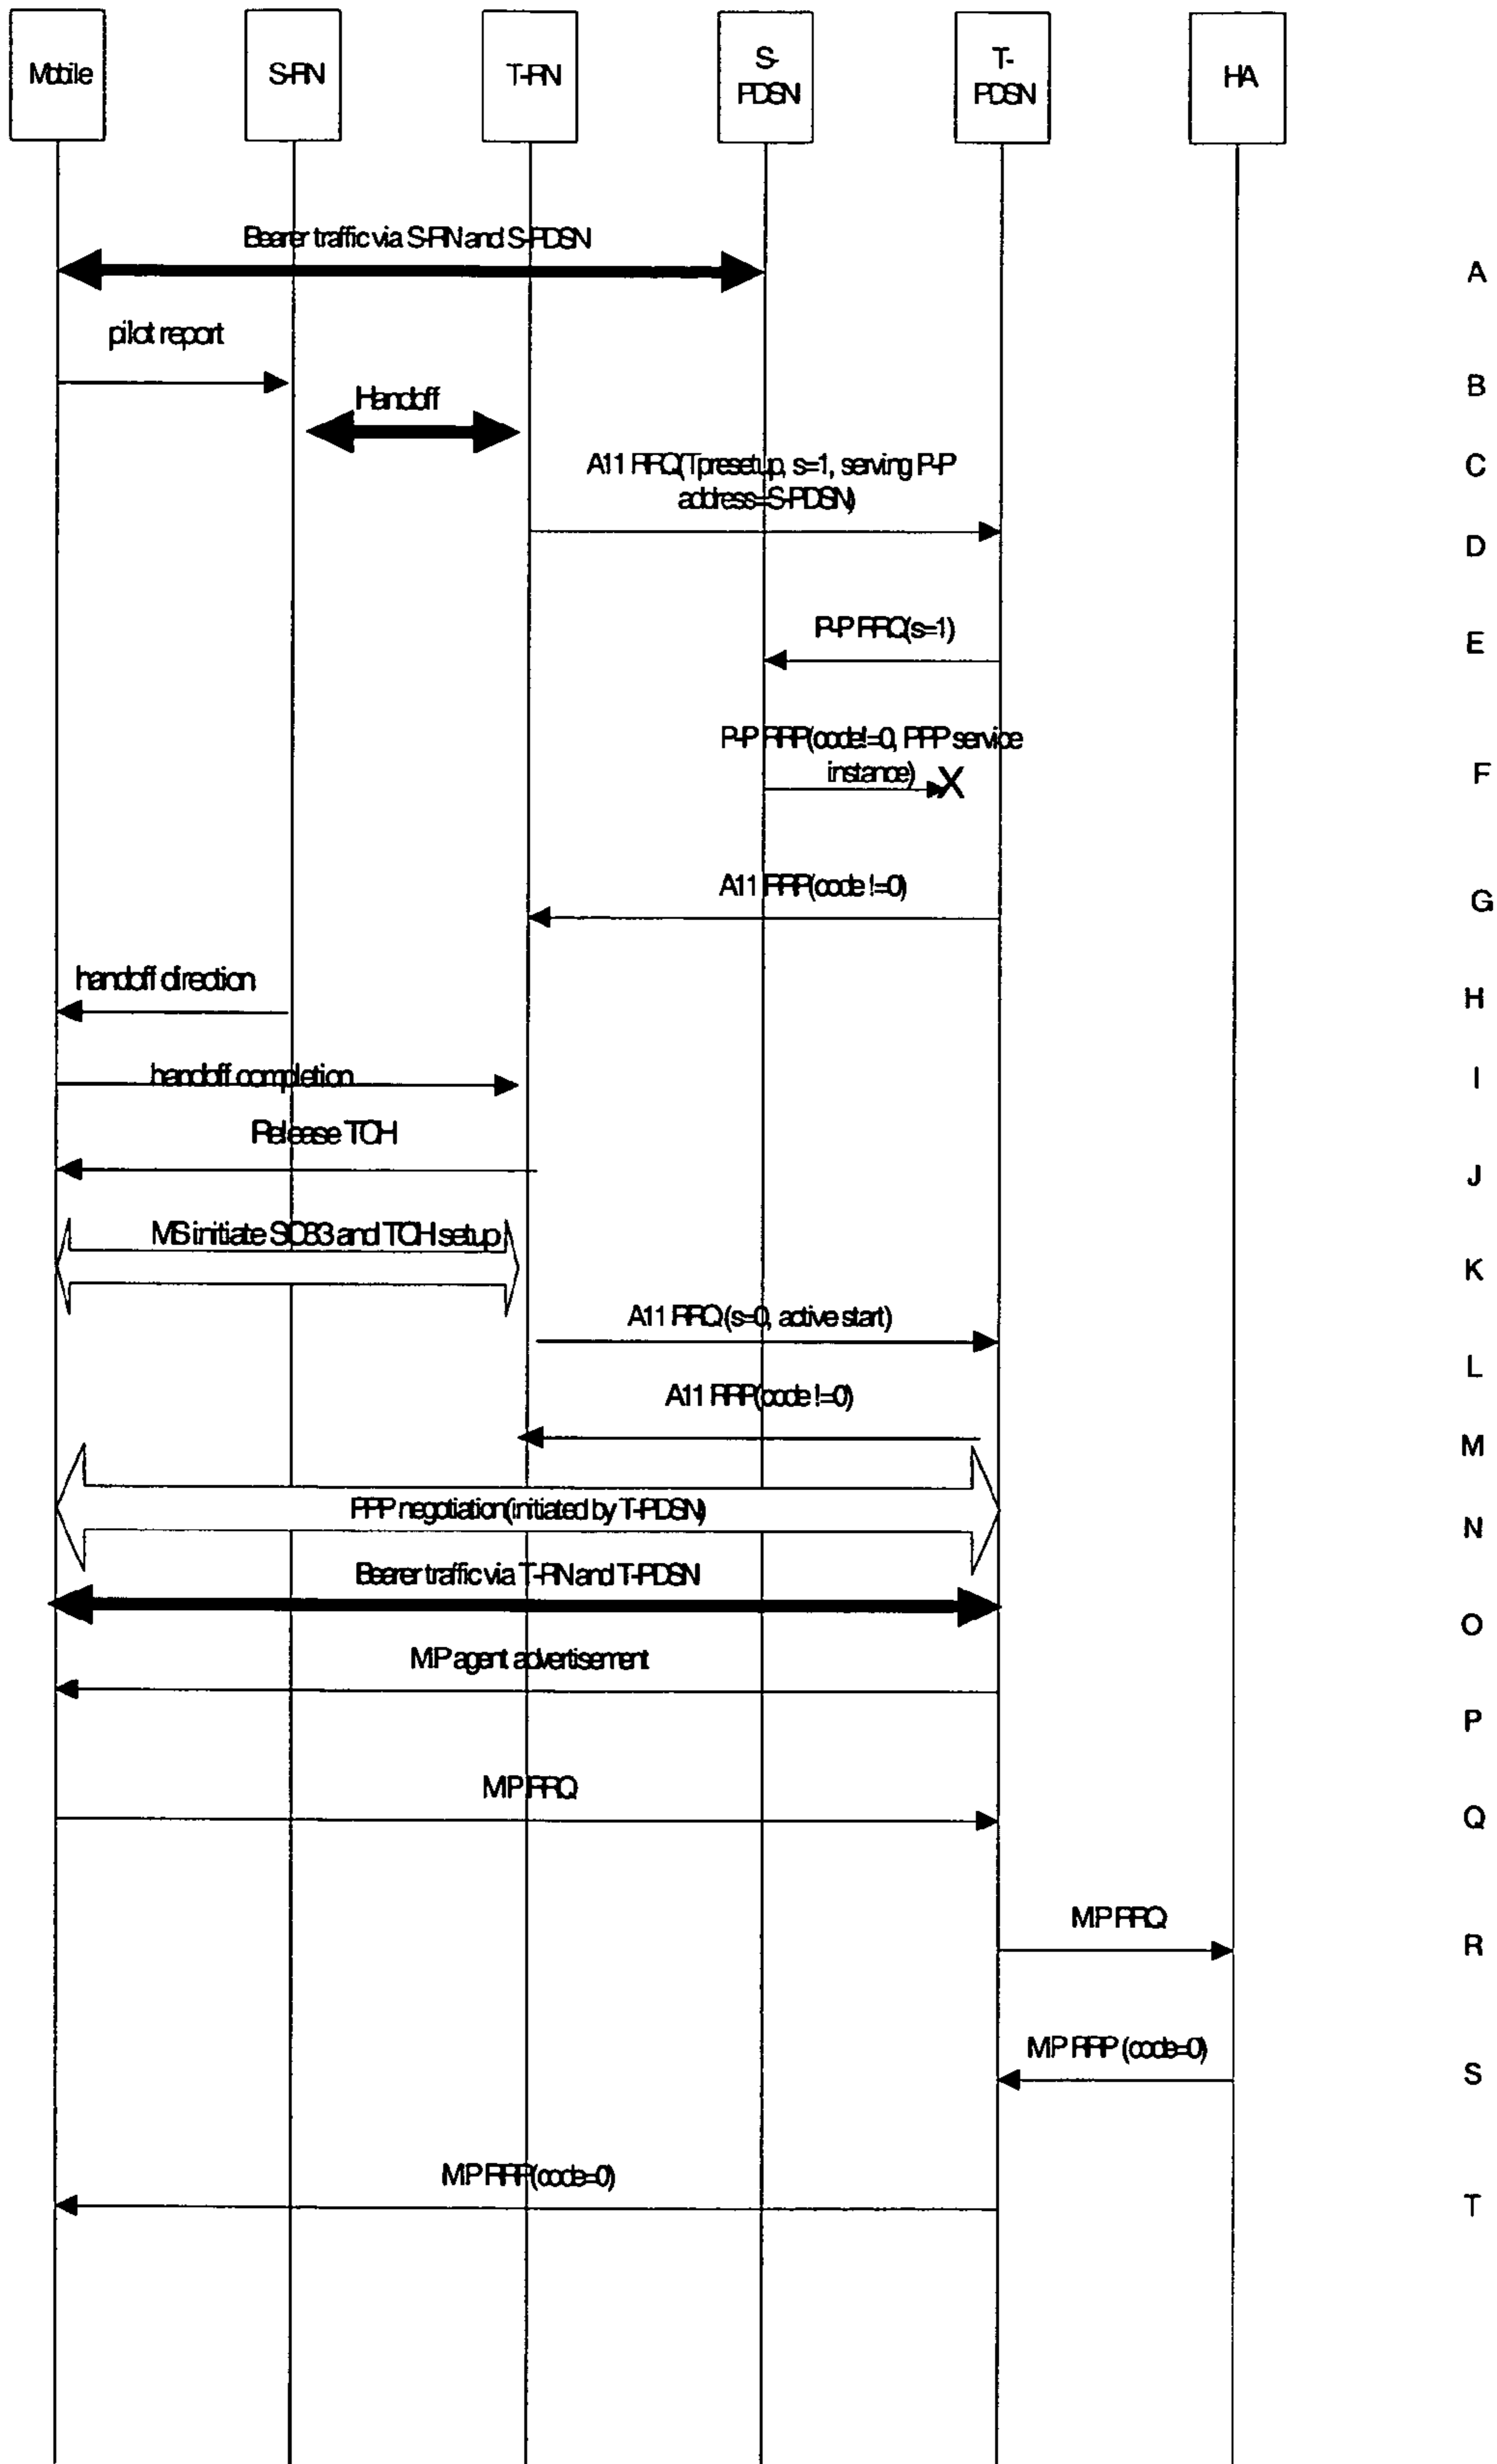 Mobile
S-RN
T-RN
S-
PDSN
T-
PDSN
HA
Bearer traffic via S-RN and S-PDSN
A
pilot report
B
Handoff
C
A11 RRQ(Tpresetup, s=1, serving P-P
address=S-PDSN)
D
P-P RRQ(s=1)
E
P-P RRP(code!=0, PPP service
instance)
X
F
A11 RRP(code !=0)
G
handoff direction
H
handoff completion
I
Release TCH
J
MS initiate SO33 and TCH setup
K
A11 RRQ (s=0, active start)
L
A11 RRP(code !=0)
M
PPP negotiation(initiated by T-PDSN)
N
Bearer traffic via T-RN and T-PDSN
O
MIP agent advertisement
P
MIP RRQ
Q
MIP RRQ
R
MIP RRP (code=0)
S
MIP RRP(code=0)
T